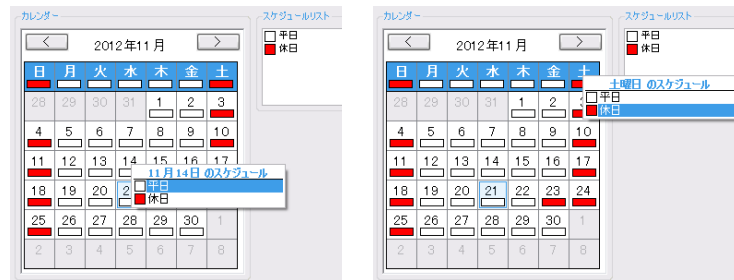 カレンダー
スケジュールリスト
< 2012年11月 >
平日
休日
日 月 火 水 木 金 土
28 29 30 31 1 2 3
4 5 6 7 8 9 10
11 12 13 14 15 16 17
11月14日 のスケジュール
平日
休日
18 19 20 2
25 26 27 28 29 30 1
2 3 4 5 6 7 8
カレンダー
スケジュールリスト
< 2012年11月 >
平日
休日
日 月 火 水 木 金 土
土曜日 のスケジュール
平日
休日
28 29 30 31 1 2
4 5 6 7 8 9 10
11 12 13 14 15 16 17
18 19 20 21 22 23 24
25 26 27 28 29 30 1
2 3 4 5 6 7 8